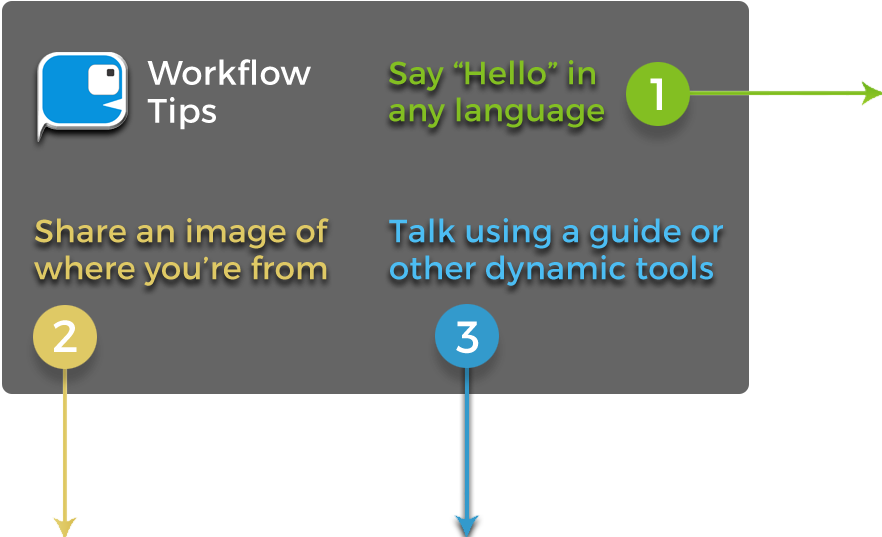 Workflow
Tips
Say “Hello” in
any language
1
Share an image of
where you’re from
2
Talk using a guide or
other dynamic tools
3